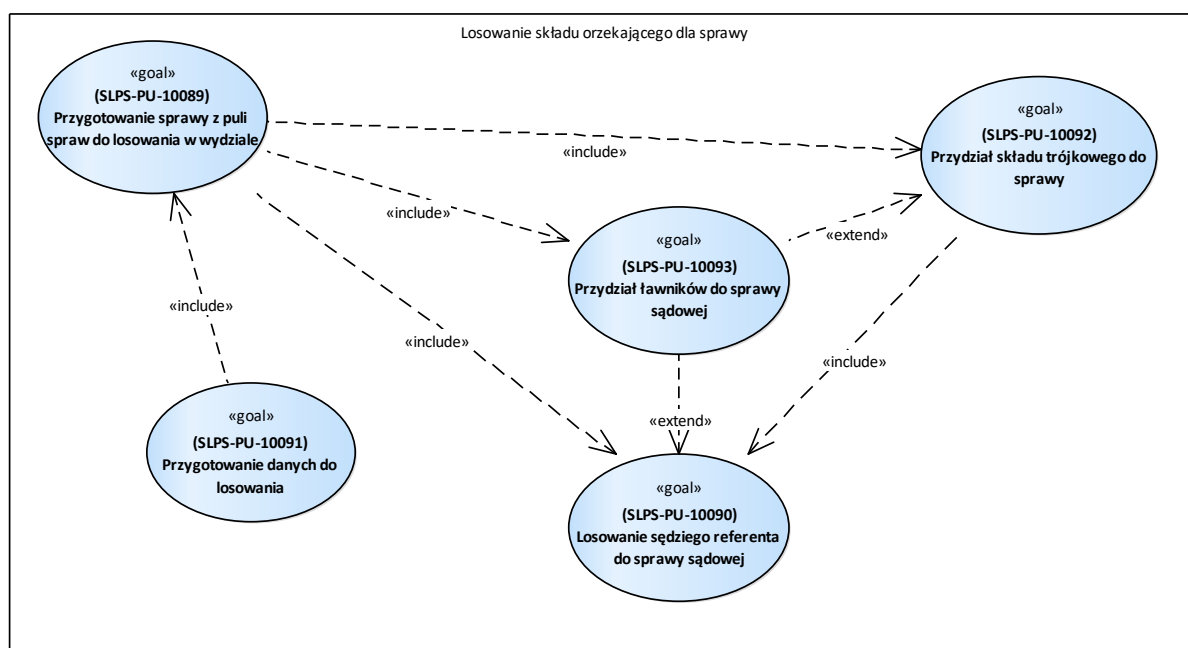 Losowanie składu orzekającego dla sprawy
«goal»
(SLPS-PU-10089)
Przygotowanie sprawy z puli
spraw do losowania w wydziale
«goal»
(SLPS-PU-10092)
Przydział składu trójkowego do
sprawy
«include»
«include»
«goal»
(SLPS-PU-10093)
Przydział ławników do sprawy
sądowej
«extend»
«include»
«include»
«include»
«goal»
(SLPS-PU-10091)
Przygotowanie danych do
losowania
«extend»
«goal»
(SLPS-PU-10090)
Losowanie sędziego referenta
do sprawy sądowej